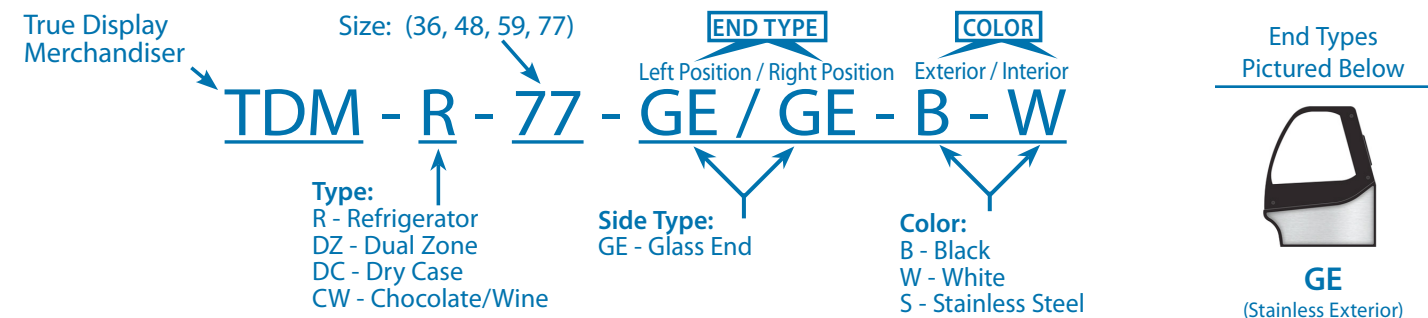 True Display
Merchandiser
Size: (36, 48, 59, 77)
END TYPE
COLOR
Left Position / Right Position
Exterior / Interior
TDM - R - 77 - GE / GE - B - W
Type:
R - Refrigerator
DZ - Dual Zone
DC - Dry Case
CW - Chocolate/Wine
Side Type:
GE - Glass End
Color:
B - Black
W - White
S - Stainless Steel
End Types
Pictured Below
GE
(Stainless Exterior)